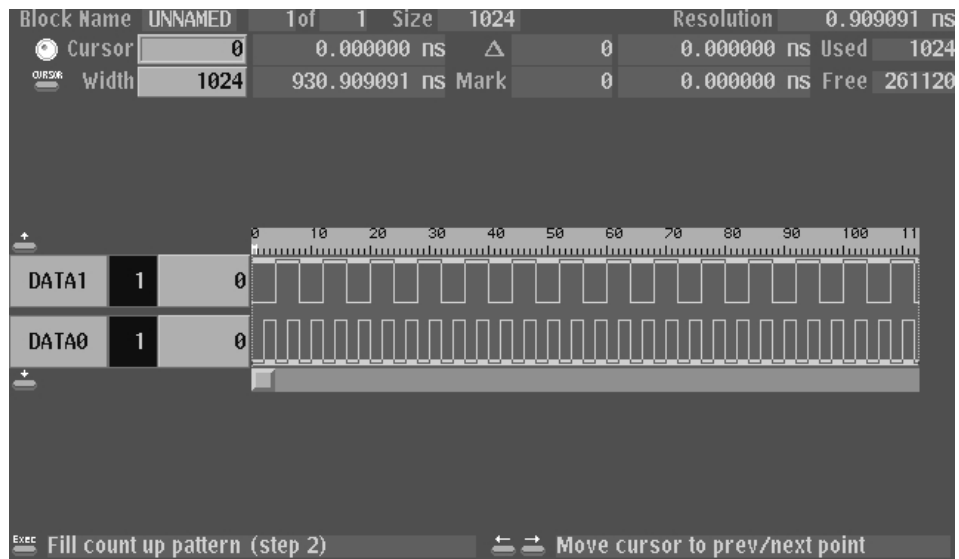 Block Name UNNAMED 1of 1 Size 1024 Resolution 0.909091 ns
Cursor 0 0.000000 ns Δ 0 0.000000 ns Used 1024
CURSOR Width 1024 930.909091 ns Mark 0 0.000000 ns Free 261120
0 10 20 30 40 50 60 70 80 90 100 11
DATA1 1 0
DATA0 1 0
Exec Fill count up pattern (step 2) ← → Move cursor to prev/next point